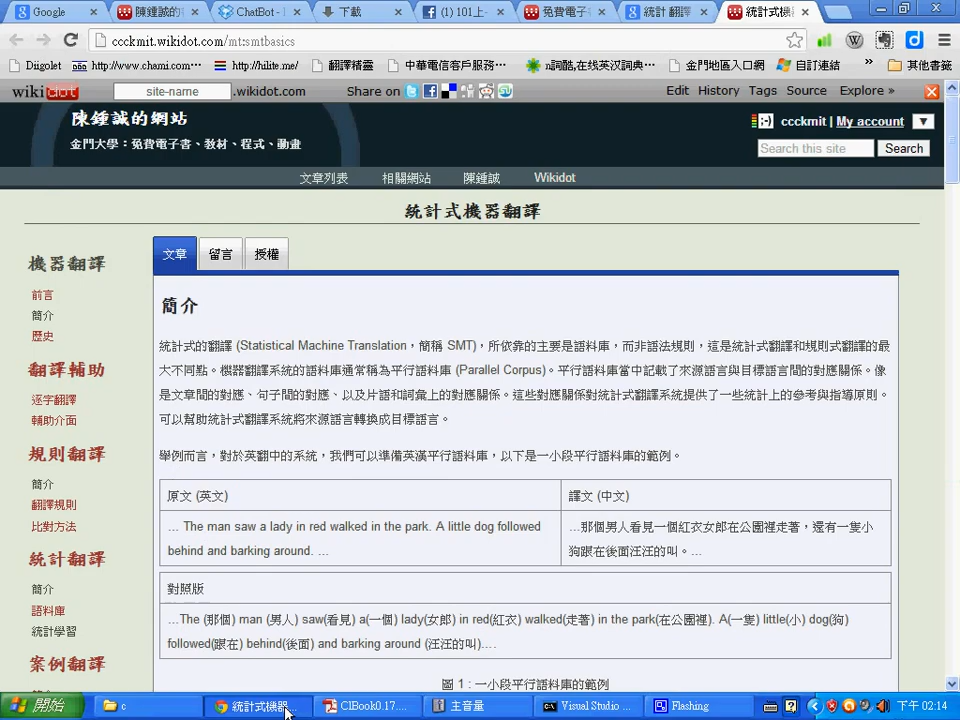 Google
陳鍾誠的
ChatBot -
下載
(1) 101上-
免費電子
統計 翻譯
統計式機
ccckmit.wikidot.com/mt:smtbasics
Diigolet
http://www.chami.com…
http://hilite.me/
翻譯精靈
中華電信客戶服務…
n詞酷,在线英汉词典…
金門地區入口網
自訂連結
»
其他書籤
wikidot
site-name
.wikidot.com
Share on
Edit
History
Tags
Source
Explore »
陳鍾誠的網站
金門大學：免費電子書、教材、程式、動畫
ccckmit | My account
Search this site
Search
文章列表
相關網站
陳鍾誠
Wikidot
統計式機器翻譯
機器翻譯
前言
簡介
歷史
翻譯輔助
逐字翻譯
輔助介面
規則翻譯
簡介
翻譯規則
比對方法
統計翻譯
簡介
語料庫
統計學習
案例翻譯
文章
留言
授權
簡介
統計式的翻譯 (Statistical Machine Translation，簡稱 SMT)，所依靠的主要是語料庫，而非語法規則，這是統計式翻譯和規則式翻譯的最
大不同點。機器翻譯系統的語料庫通常稱為平行語料庫 (Parallel Corpus)。平行語料庫當中記載了來源語言與目標語言間的對應關係。像
是文章間的對應、句子間的對應、以及片語和詞彙上的對應關係。這些對應關係對統計式翻譯系統提供了一些統計上的參考與指導原則。
可以幫助統計式翻譯系統將來源語言轉換成目標語言。
舉例而言，對於英翻中的系統，我們可以準備英漢平行語料庫，以下是一小段平行語料庫的範例。
原文 (英文)
譯文 (中文)
… The man saw a lady in red walked in the park. A little dog followed
behind and barking around. …
…那個男人看見一個紅衣女郎在公園裡走著，還有一隻小
狗跟在後面汪汪的叫。…
對照版
…The (那個) man (男人) saw(看見) a(一個) lady(女郎) in red(紅衣) walked(走著) in the park(在公園裡). A(一隻) little(小) dog(狗)
followed(跟在) behind(後面) and barking around (汪汪的叫)….
圖 1 : 一小段平行語料庫的範例
開始
c
統計式機器...
CIBook0.17....
主音量
Visual Studio ...
Flashing
下午 02:14